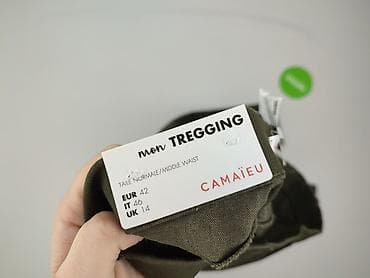 mon TREGGING
TAILLE NORMALE/MIDDLE WAIST
EUR 42
IT 46
UK 14
CAMAÏEU